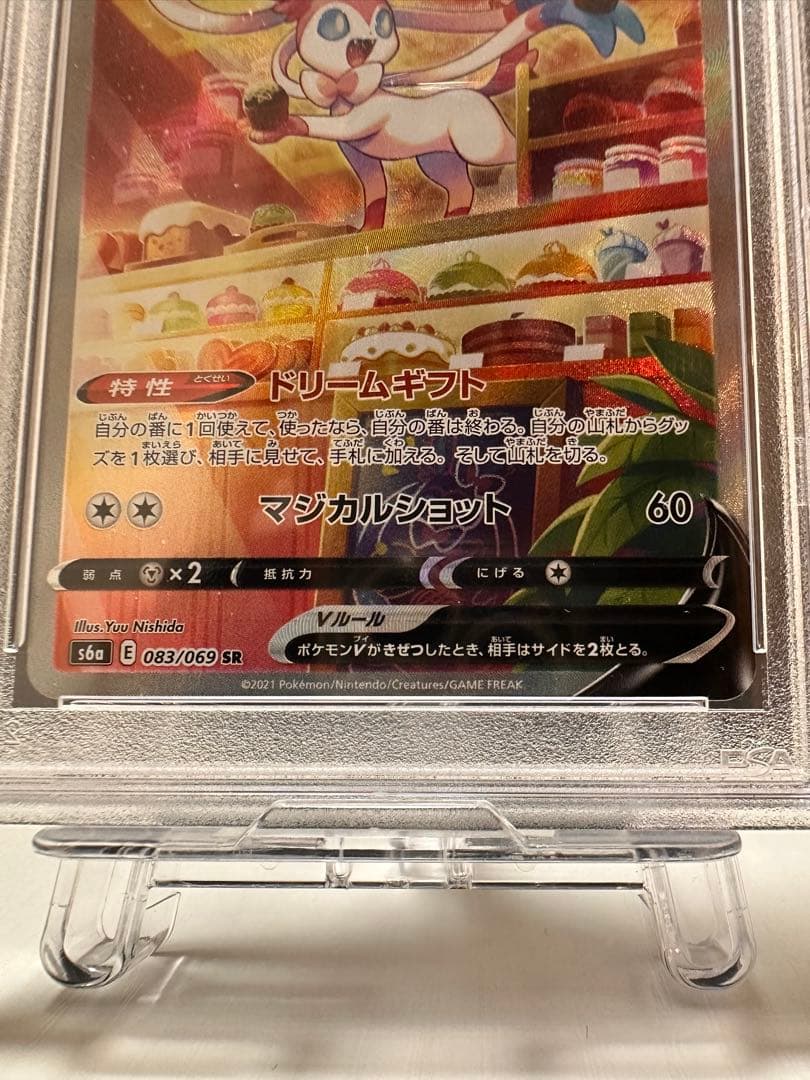 特性 とくせい ドリームギフト
自分の番に1回使えて、使ったなら、自分の番は終わる。自分の山札からグッ
ズを1枚選び、相手に見せて、手札に加える。そして山札を切る。
マジカルショット 60
弱点 ×2 抵抗力 にげる
Illus.Yuu Nishida
Vルール
ポケモンVがきぜつしたとき、相手はサイドを2枚とる。
s6a E 083/069 SR
©2021 Pokémon/Nintendo/Creatures/GAME FREAK
PSA